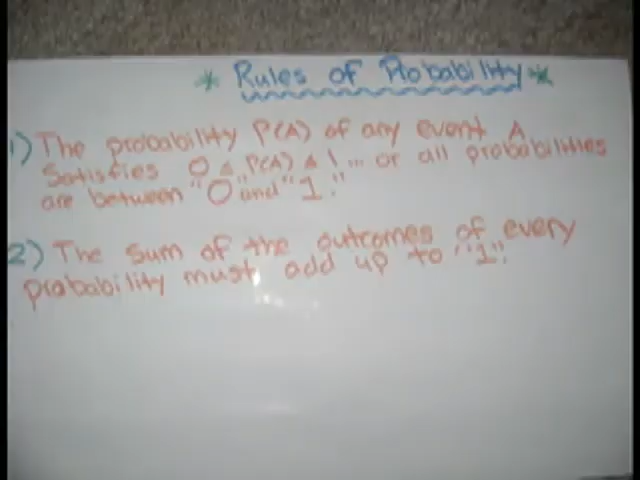 * Rules of Probability *
1) The probability P(A) of any event A
Satisfies 0 ≤ P(A) ≤ 1 ... or all probabilities
are between "0" and "1".
2) The sum of the outcomes of every
probability must add up to "1".